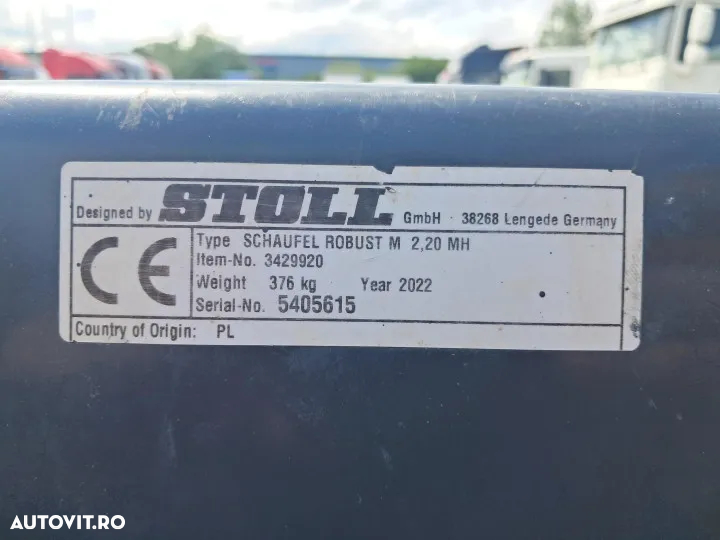 Designed by STOLL GmbH · 38268 Lengede Germany
CE
Type SCHAUFEL ROBUST M 2,20 MH
Item-No. 3429920
Weight 376 kg Year 2022
Serial-No. 5405615
Country of Origin: PL
AUTOVIT.RO